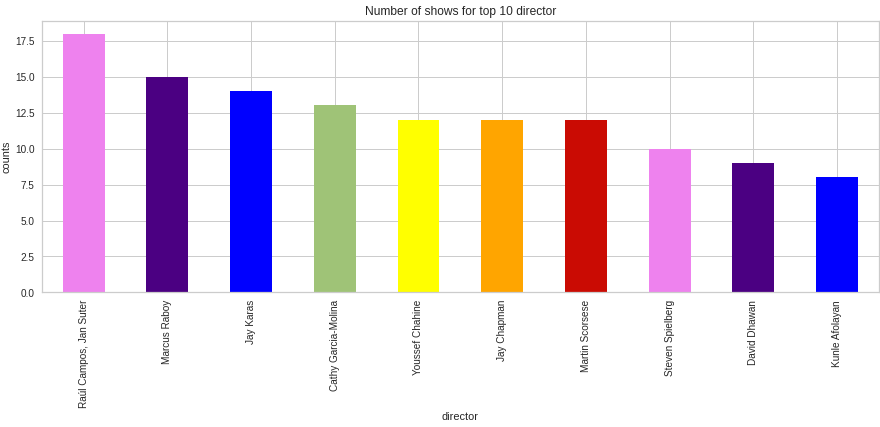 Number of shows for top 10 director
counts
17.5
15.0
12.5
10.0
7.5
5.0
2.5
0.0
Raúl Campos, Jan Suter
Marcus Raboy
Jay Karas
Cathy Garcia-Molina
Youssef Chahine
Jay Chapman
Martin Scorsese
Steven Spielberg
David Dhawan
Kunle Afolayan
director